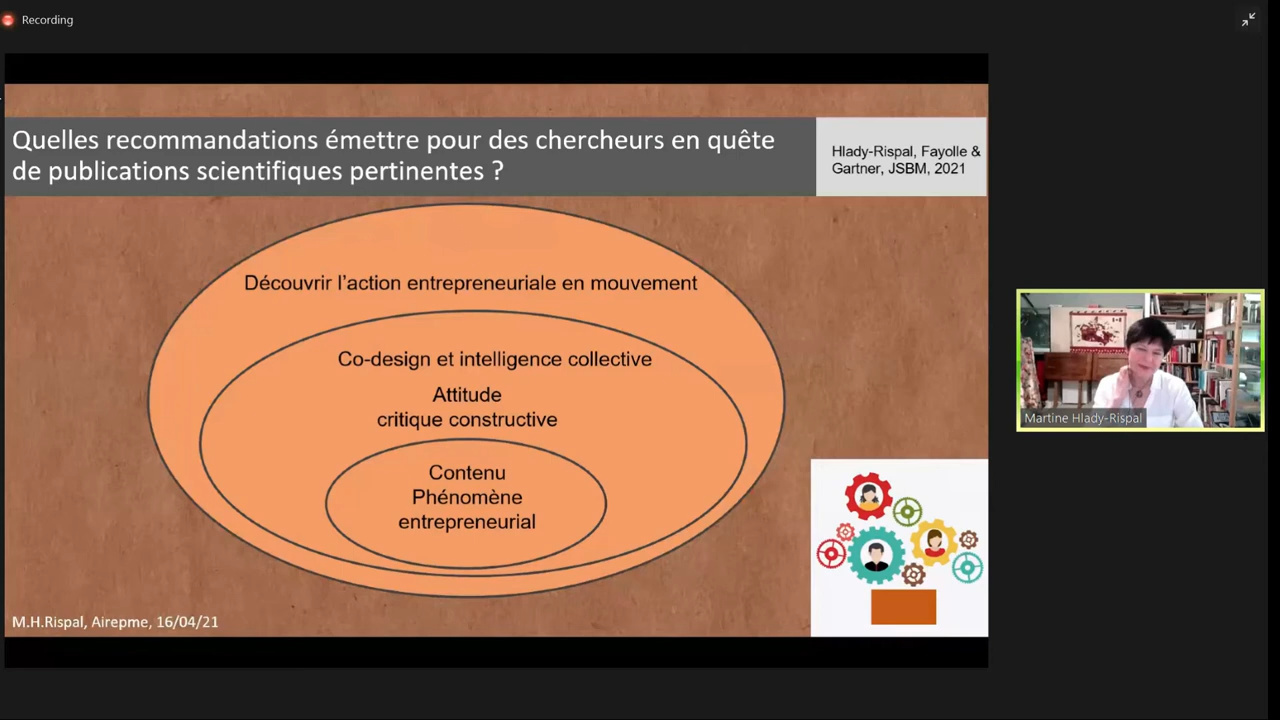 Recording
Quelles recommandations émettre pour des chercheurs en quête
de publications scientifiques pertinentes ?
Hlady-Rispal, Fayolle &
Gartner, JSBM, 2021
Découvrir l'action entrepreneuriale en mouvement
Co-design et intelligence collective
Attitude
critique constructive
Contenu
Phénomène
entrepreneurial
Martine Hlady-Rispal
M.H.Rispal, Airepme, 16/04/21